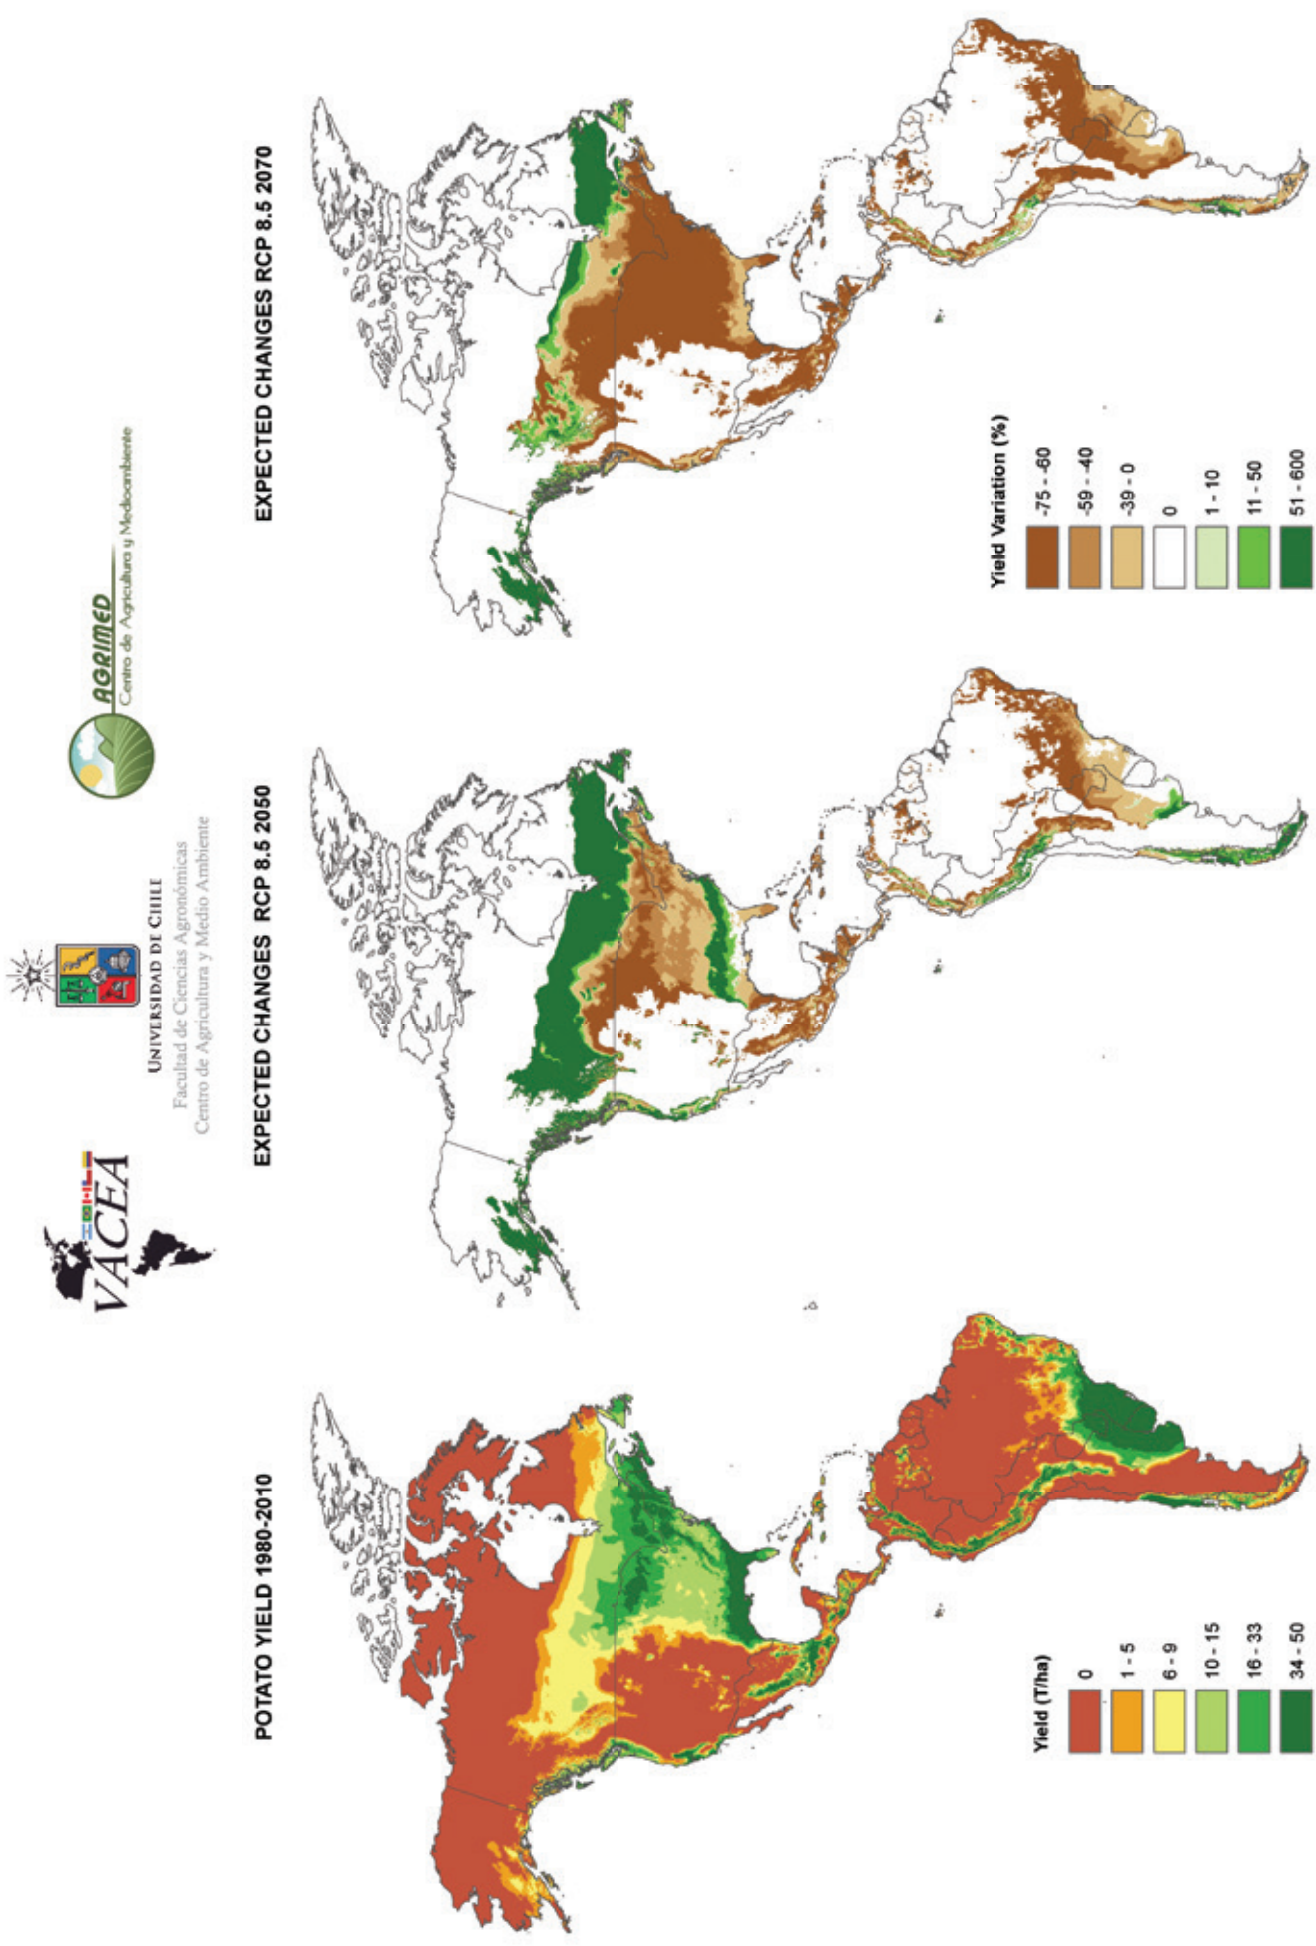 VACEA
UNIVERSIDAD DE CHILE
Facultad de Ciencias Agronómicas
Centro de Agricultura y Medio Ambiente
AGRIMED
Centro de Agricultura y Medioambiente
POTATO YIELD 1980-2010
EXPECTED CHANGES RCP 8.5 2050
EXPECTED CHANGES RCP 8.5 2070
Yield (T/ha)
0
1 - 5
6 - 9
10 - 15
16 - 33
34 - 50
Yield Variation (%)
-75 - -60
-59 - -40
-39 - 0
0
1 - 10
11 - 50
51 - 600